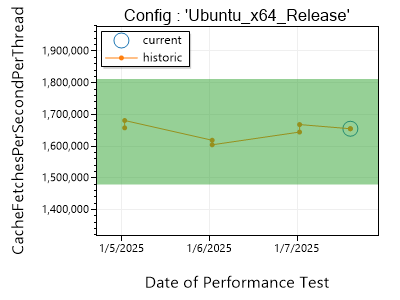 Config : 'Ubuntu_x64_Release'
CacheFetchesPerSecondPerThread
current
historic
1,900,000
1,800,000
1,700,000
1,600,000
1,500,000
1,400,000
1/5/2025
1/6/2025
1/7/2025
Date of Performance Test